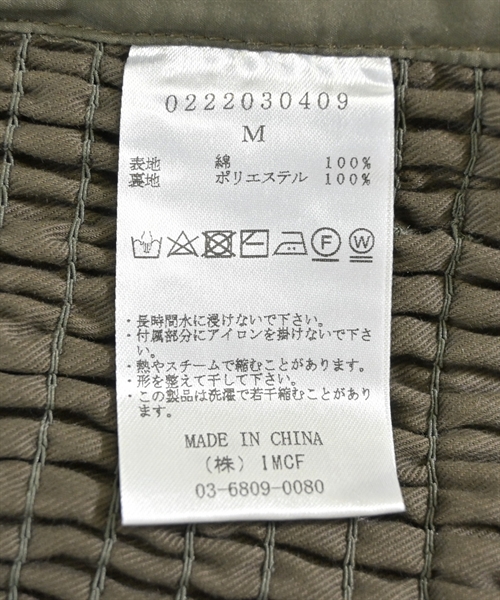 0222030409
M
表地 綿 100%
裏地 ポリエステル 100%
F W
・長時間水に浸けないで下さい。
・付属部分にアイロンを掛けないで下さい。
・熱やスチームで縮むことがあります。
・形を整えて干して下さい。
・この製品は洗濯で若干縮むことがあります。
MADE IN CHINA
(株) IMCF
03-6809-0080